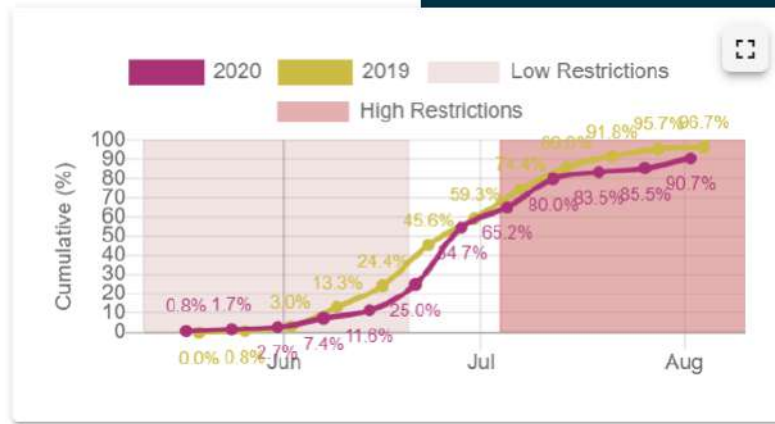 2020 2019 Low Restrictions
High Restrictions
Cumulative (%)
100
90
80
70
60
50
40
30
20
10
0
0.8% 1.7% 3.0% 13.3% 24.4% 45.6% 59.3% 74.4% 91.8% 95.7% 96.7%
0.0% 0.8% 2.7% 7.4% 11.6% 25.0% 54.7% 65.2% 80.0% 83.5% 85.5% 90.7%
Jun Jul Aug